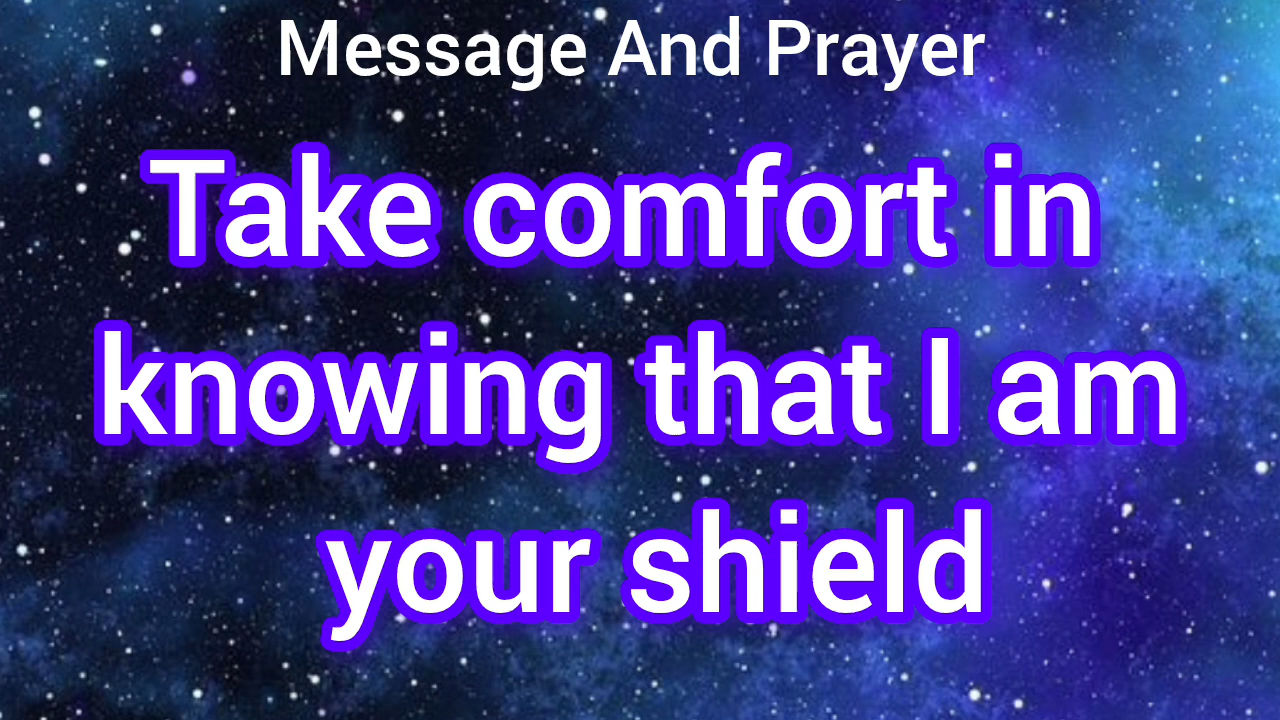 Message And Prayer
Take comfort in
knowing that I am
your shield